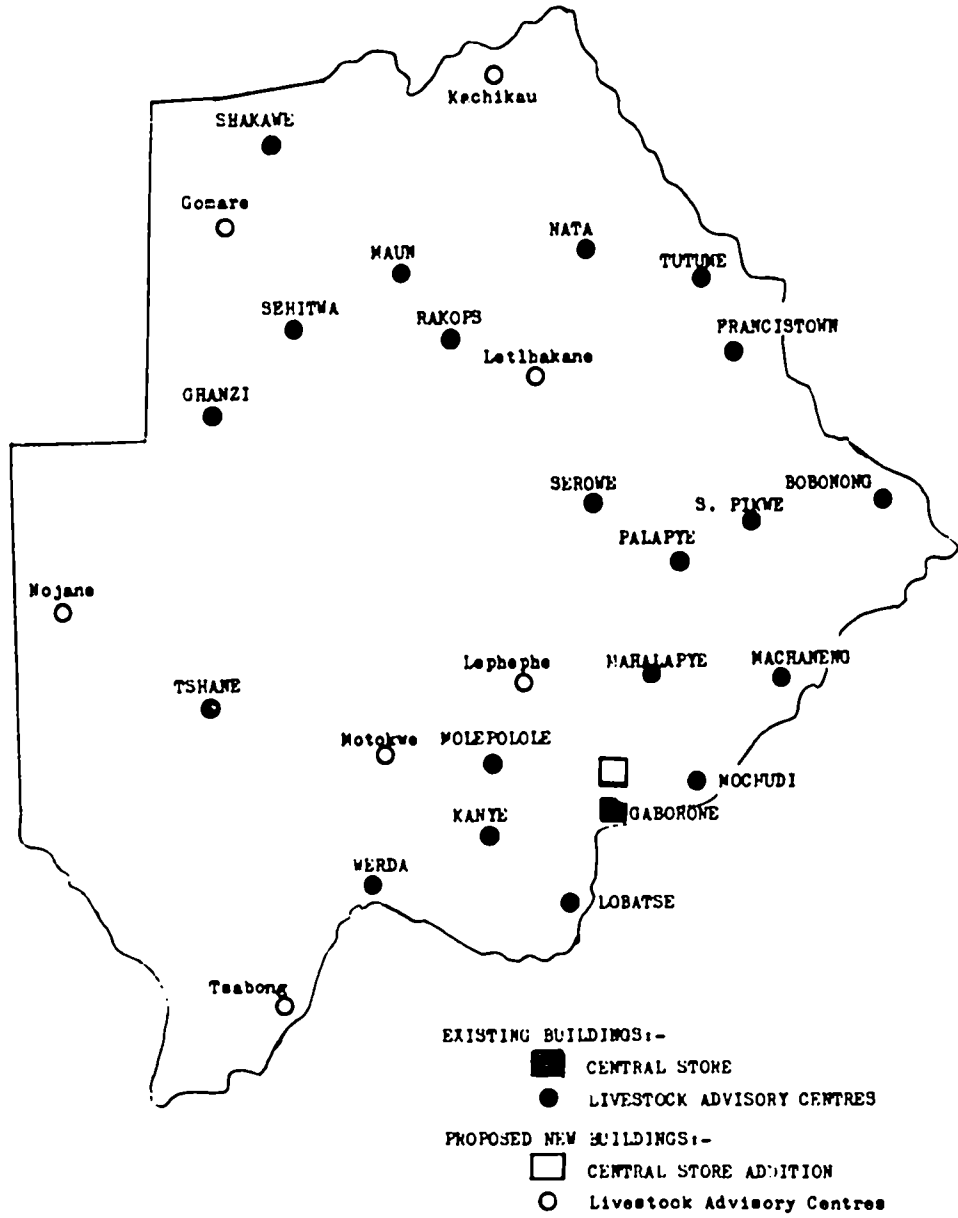 Kachikau
SHAKAWE
Gomare
NATA
MAUN
TUTUME
SEHITWA
RAKOPS
FRANCISTOWN
Letlhakane
GHANZI
SEROWE
BOBONONG
S. PIKWE
PALAPYE
Nojane
Lephephe
MAHALAPYE
MACHANENG
TSHANE
Motokwe
MOLEPOLOLE
MOCHUDI
KANYE
GABORONE
WERDA
LOBATSE
Tsabong
EXISTING BUILDINGS:-
CENTRAL STORE
LIVESTOCK ADVISORY CENTRES
PROPOSED NEW BUILDINGS:-
CENTRAL STORE ADDITION
Livestock Advisory Centres